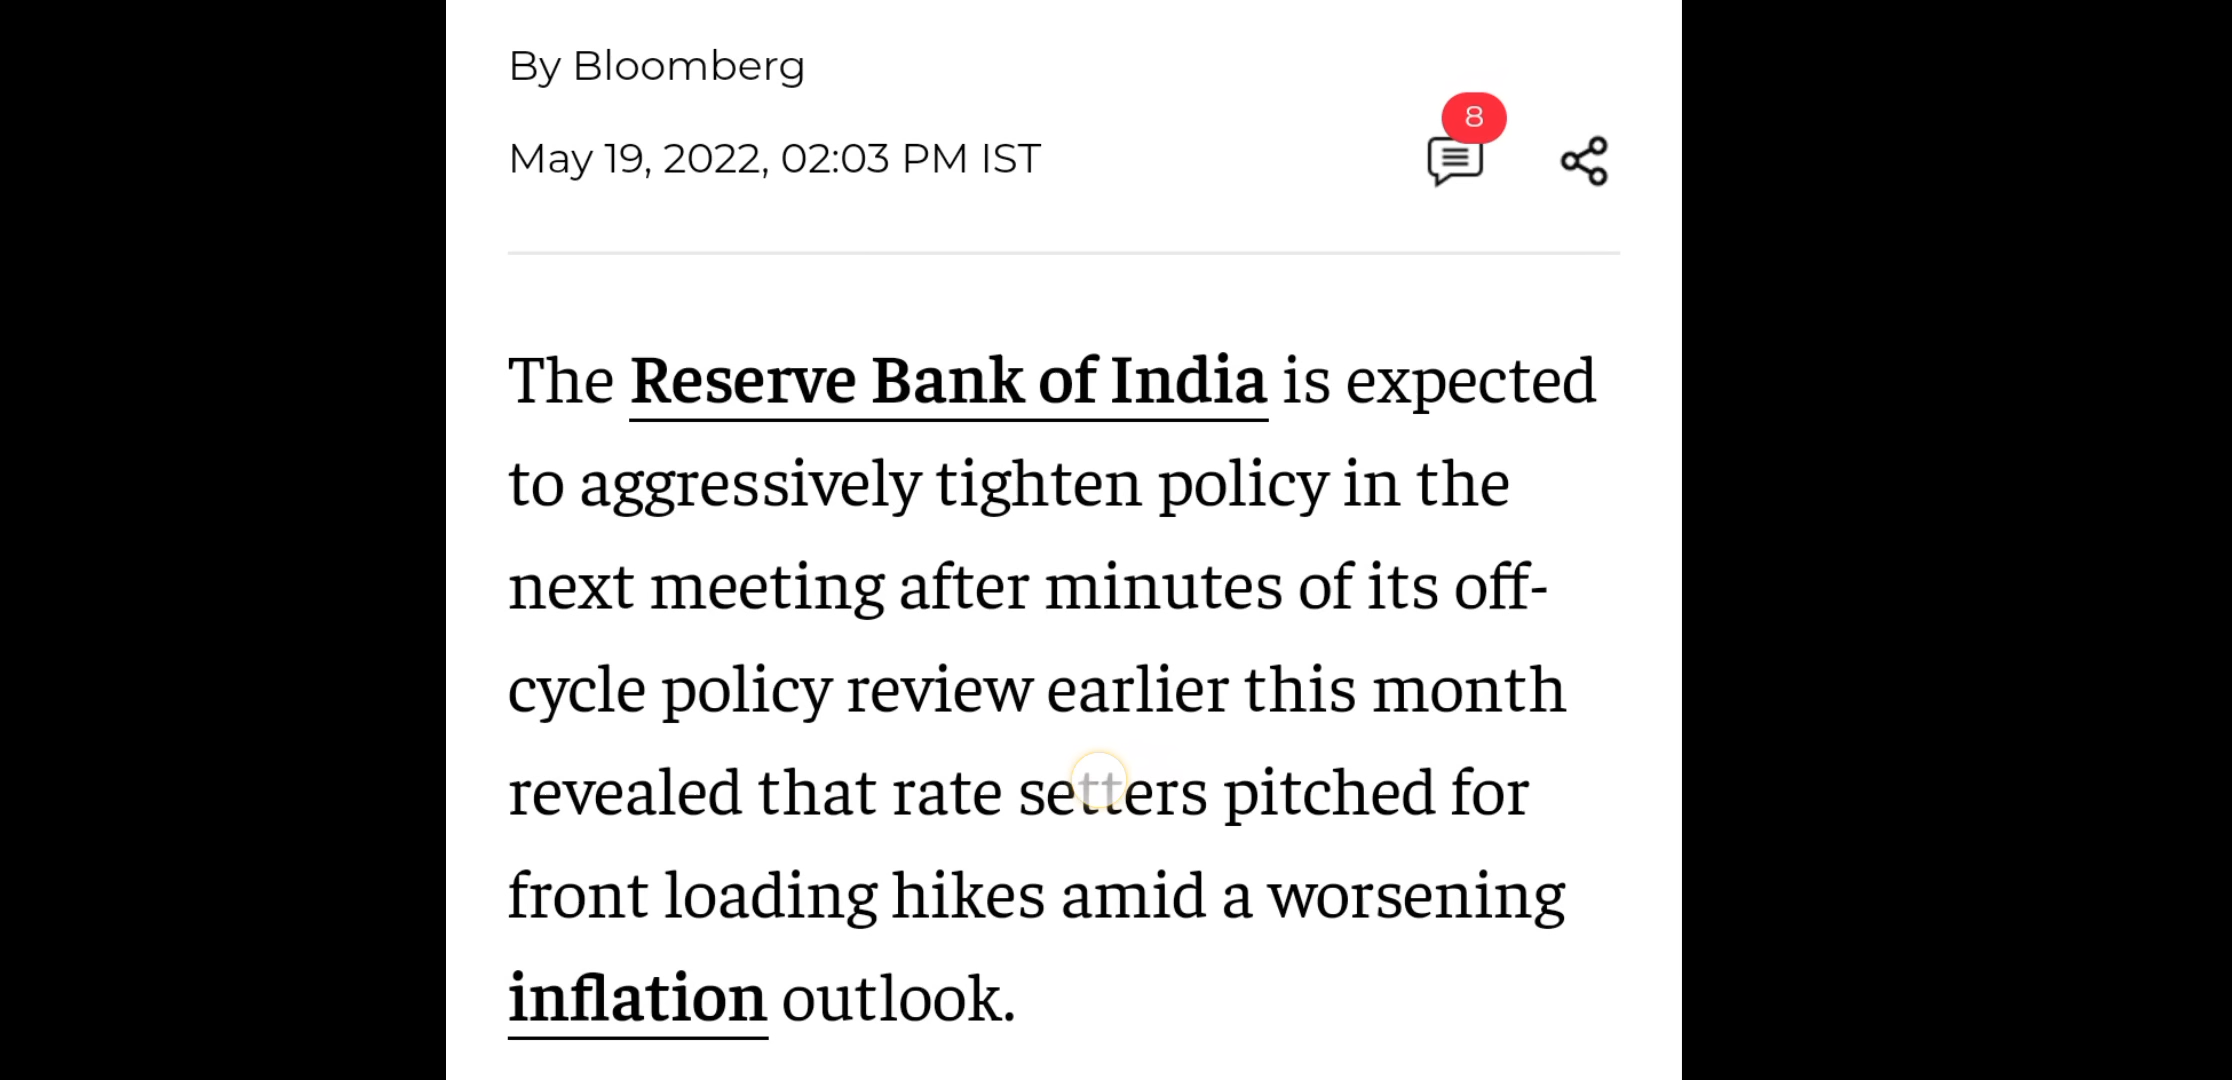 By Bloomberg
8
May 19, 2022, 02:03 PM IST
The Reserve Bank of India is expected
to aggressively tighten policy in the
next meeting after minutes of its off-
cycle policy review earlier this month
revealed that rate setters pitched for
front loading hikes amid a worsening
inflation outlook.